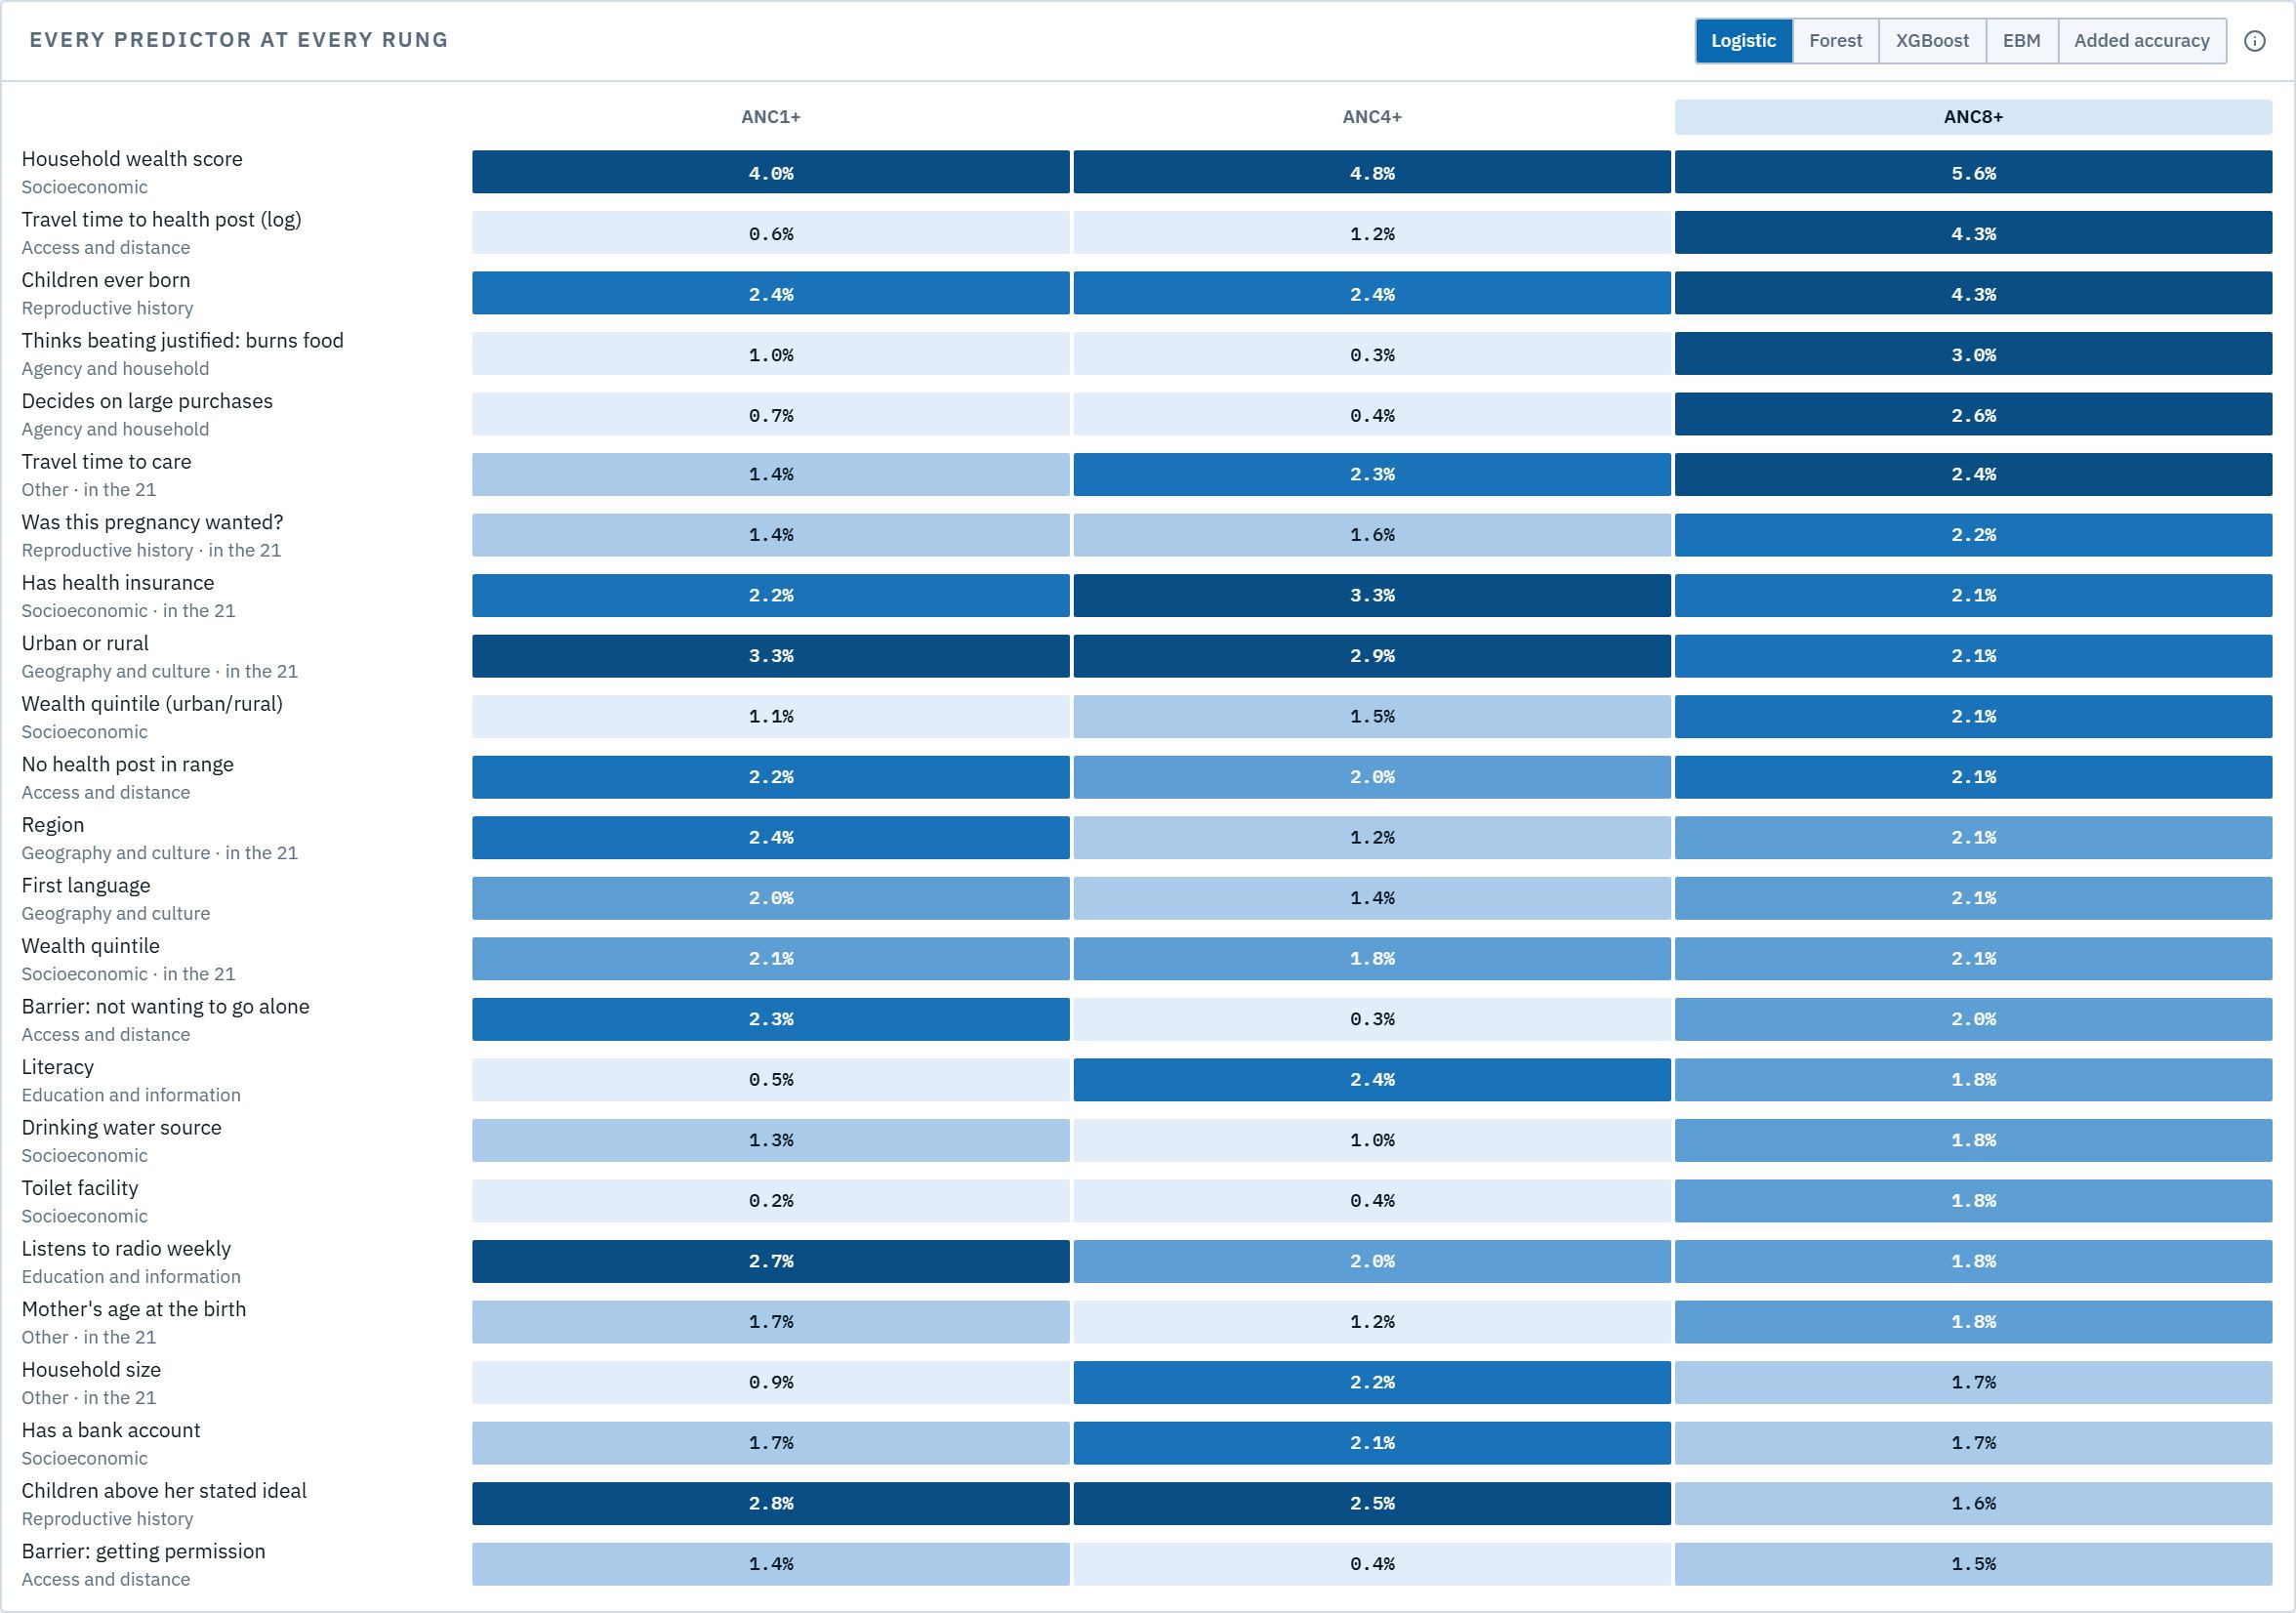 EVERY PREDICTOR AT EVERY RUNG
Logistic Forest XGBoost EBM Added accuracy
ANC1+ ANC4+ ANC8+
Household wealth score
Socioeconomic
4.0% 4.8% 5.6%
Travel time to health post (log)
Access and distance
0.6% 1.2% 4.3%
Children ever born
Reproductive history
2.4% 2.4% 4.3%
Thinks beating justified: burns food
Agency and household
1.0% 0.3% 3.0%
Decides on large purchases
Agency and household
0.7% 0.4% 2.6%
Travel time to care
Other · in the 21
1.4% 2.3% 2.4%
Was this pregnancy wanted?
Reproductive history · in the 21
1.4% 1.6% 2.2%
Has health insurance
Socioeconomic · in the 21
2.2% 3.3% 2.1%
Urban or rural
Geography and culture · in the 21
3.3% 2.9% 2.1%
Wealth quintile (urban/rural)
Socioeconomic
1.1% 1.5% 2.1%
No health post in range
Access and distance
2.2% 2.0% 2.1%
Region
Geography and culture · in the 21
2.4% 1.2% 2.1%
First language
Geography and culture
2.0% 1.4% 2.1%
Wealth quintile
Socioeconomic · in the 21
2.1% 1.8% 2.1%
Barrier: not wanting to go alone
Access and distance
2.3% 0.3% 2.0%
Literacy
Education and information
0.5% 2.4% 1.8%
Drinking water source
Socioeconomic
1.3% 1.0% 1.8%
Toilet facility
Socioeconomic
0.2% 0.4% 1.8%
Listens to radio weekly
Education and information
2.7% 2.0% 1.8%
Mother's age at the birth
Other · in the 21
1.7% 1.2% 1.8%
Household size
Other · in the 21
0.9% 2.2% 1.7%
Has a bank account
Socioeconomic
1.7% 2.1% 1.7%
Children above her stated ideal
Reproductive history
2.8% 2.5% 1.6%
Barrier: getting permission
Access and distance
1.4% 0.4% 1.5%